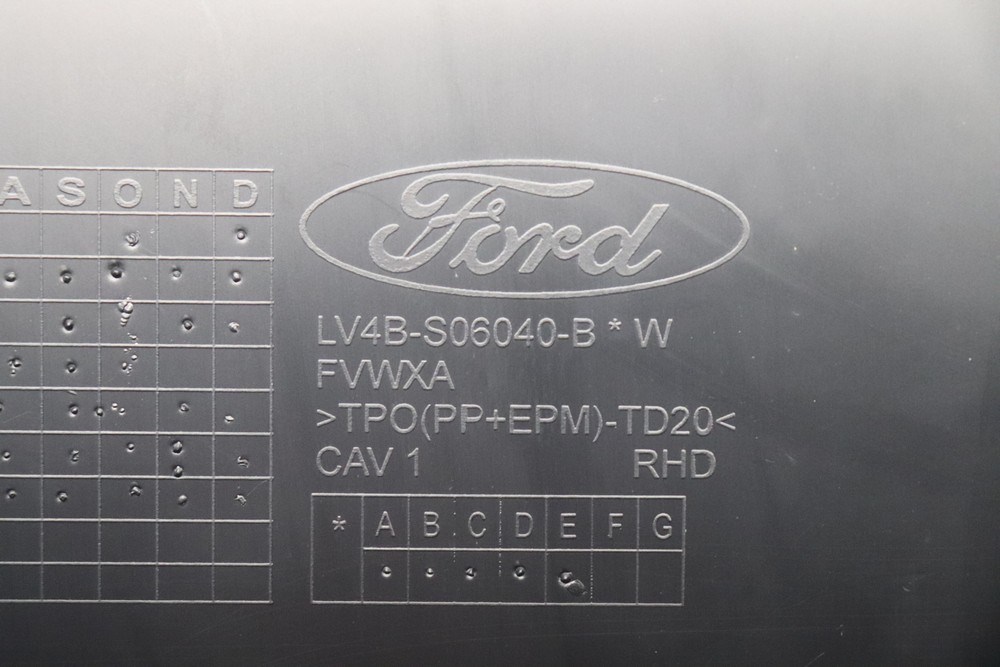 A S O N D
Ford
LV4B-S06040-B * W
FVWXA
>TPO(PP+EPM)-TD20<
CAV 1 RHD
* A B C D E F G